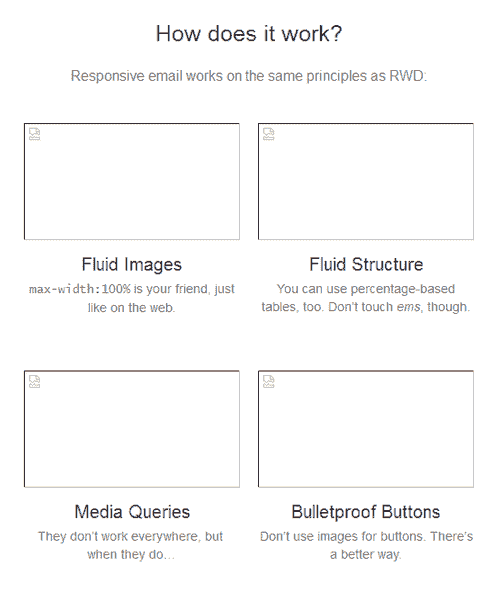 How does it work?
Responsive email works on the same principles as RWD:
Fluid Images
max-width:100% is your friend, just
like on the web.
Fluid Structure
You can use percentage-based
tables, too. Don't touch ems, though.
Media Queries
They don't work everywhere, but
when they do…
Bulletproof Buttons
Don't use images for buttons. There's
a better way.